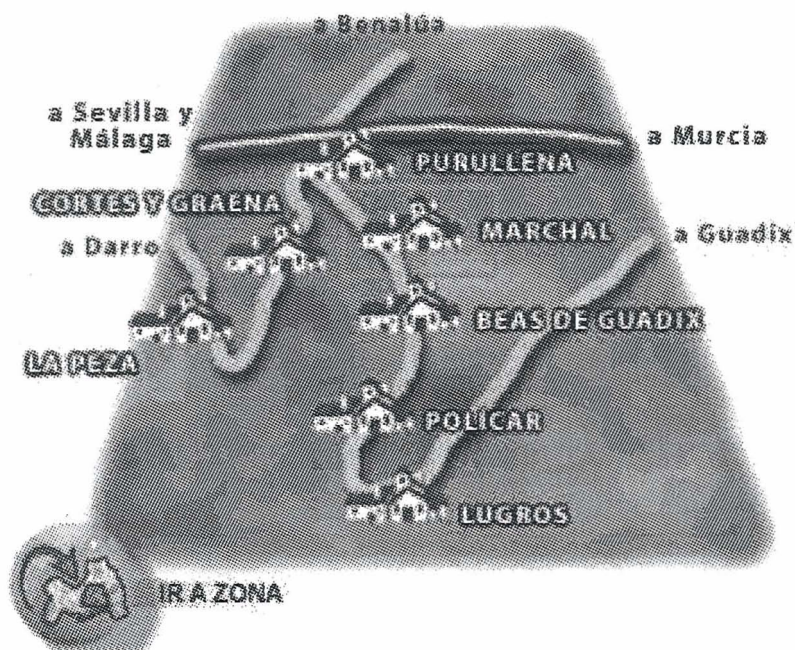 a Benalúa
a Sevilla y
Málaga
a Murcia
PURULLENA
CORTES Y GRAENA
MARCHAL
a Darro
a Guadix
BEAS DE GUADIX
LA PEZA
POLICAR
LUGROS
IR A ZONA